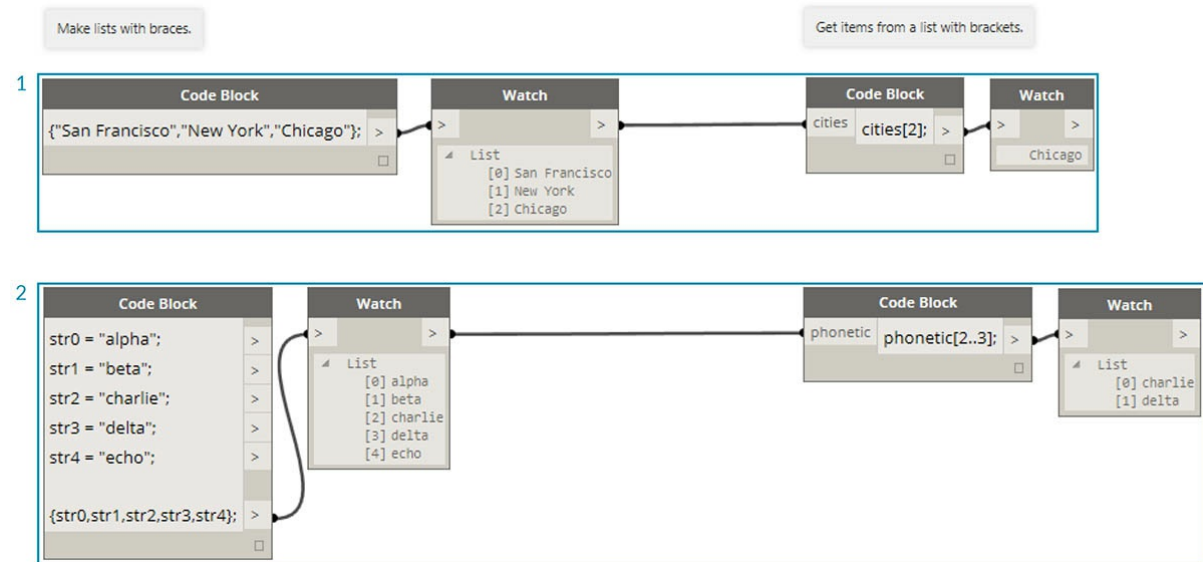 Make lists with braces.
Get items from a list with brackets.
1
Code Block
{"San Francisco","New York","Chicago"}; >
Watch
> >
List
[0] San Francisco
[1] New York
[2] Chicago
Code Block
cities cities[2]; >
Watch
> >
Chicago
2
Code Block
str0 = "alpha"; >
str1 = "beta"; >
str2 = "charlie"; >
str3 = "delta"; >
str4 = "echo"; >
{str0,str1,str2,str3,str4}; >
Watch
> >
List
[0] alpha
[1] beta
[2] charlie
[3] delta
[4] echo
Code Block
phonetic phonetic[2..3]; >
Watch
> >
List
[0] charlie
[1] delta